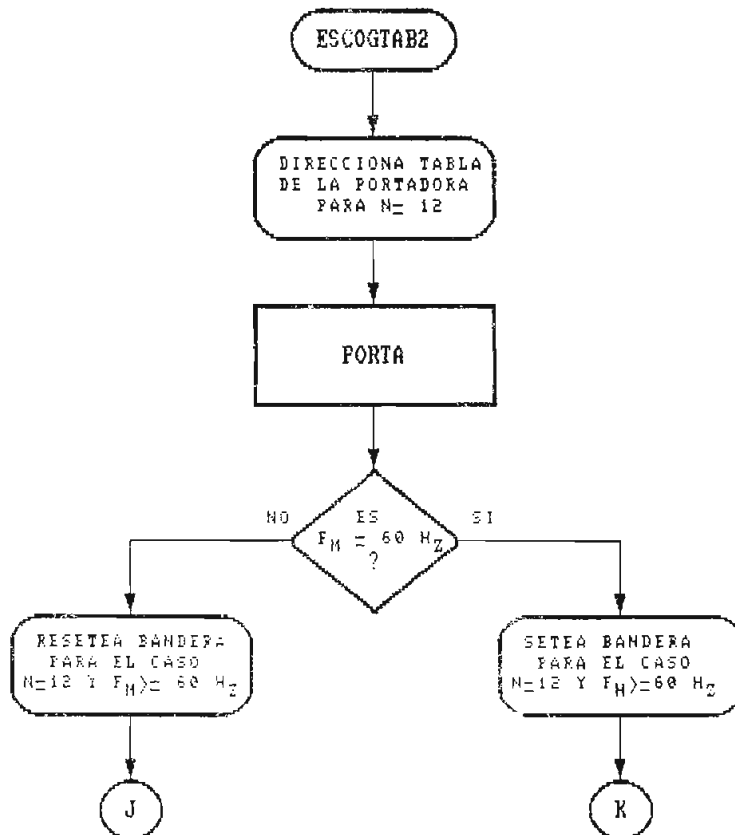 ESCOGTAB2
DIRECCIONA TABLA
DE LA PORTADORA
PARA N= 12
PORTA
NO
ES
SI
F_M = 60 H_Z
?
RESETEA BANDERA
PARA EL CASO
N=12 Y F_M>= 60 H_Z
SETEA BANDERA
PARA EL CASO
N=12 Y F_M>=60 H_Z
J
K